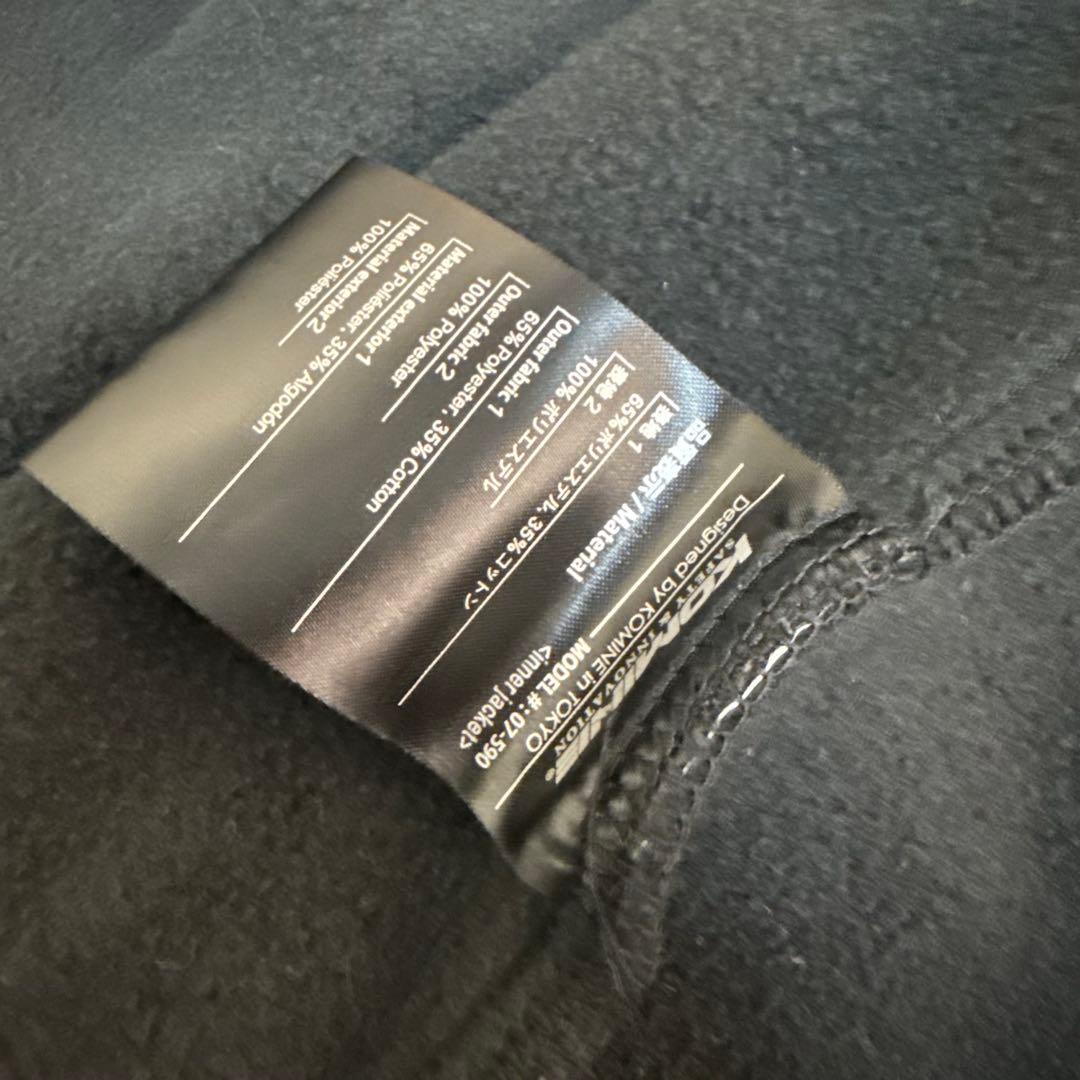 KOMINE®
SAFETY & INNOVATION
Designed by KOMINE in TOKYO
MODEL #: 07-590
<inner jacket>
品質表示/Material
表地 1
65% ポリエステル, 35% コットン
表地 2
100% ポリエステル
Outer fabric 1
65% Polyester, 35% Cotton
Outer fabric 2
100% Polyester
Material exterior 1
65% Poliéster, 35% Algodón
Material exterior 2
100% Poliéster